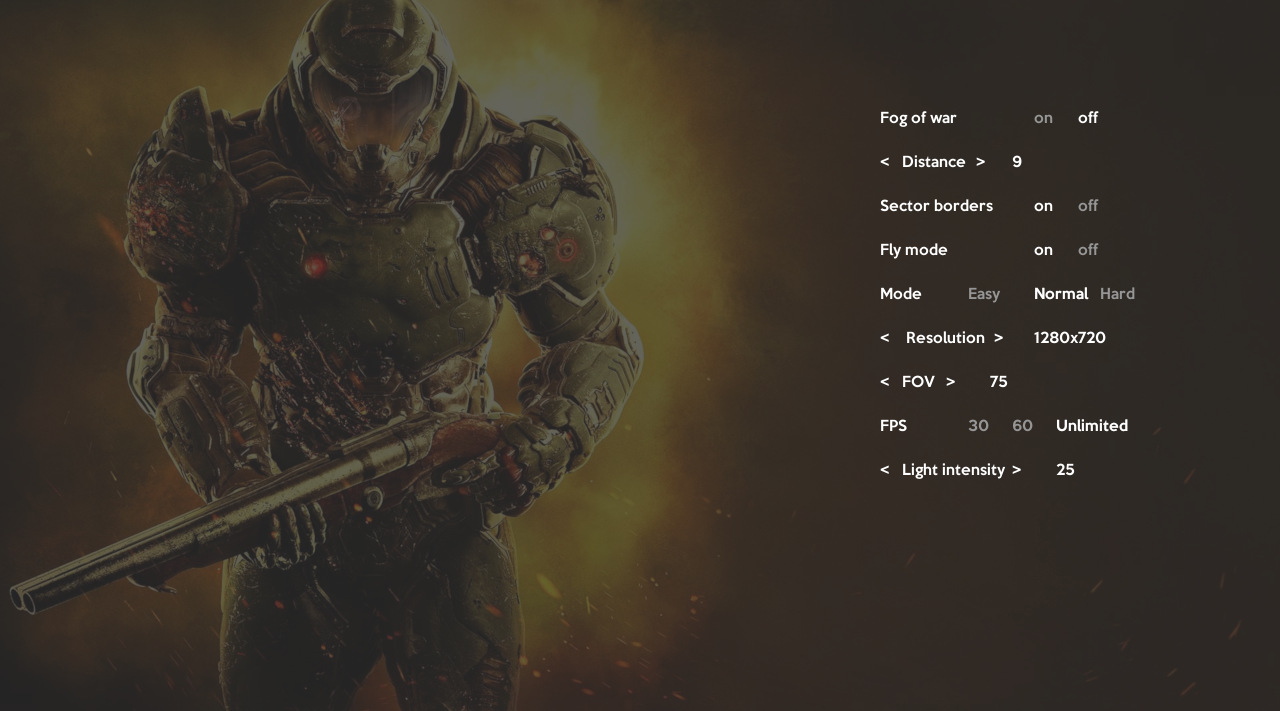 Fog of war on off
< Distance > 9
Sector borders on off
Fly mode on off
Mode Easy Normal Hard
< Resolution > 1280x720
< FOV > 75
FPS 30 60 Unlimited
< Light intensity > 25